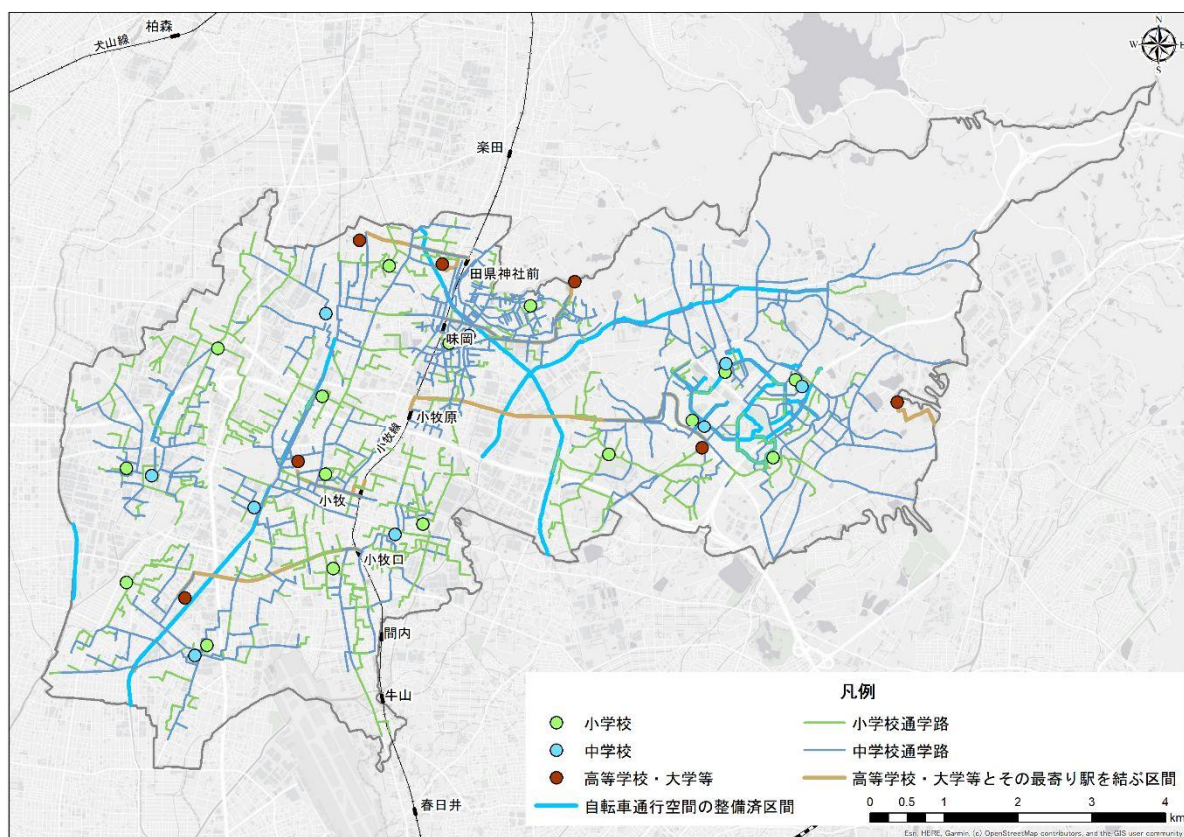 柏森
犬山線
N
W
E
S
楽田
田県神社前
味岡
小牧原
小牧線
小牧
小牧口
間内
牛山
春日井
凡例
小学校
小学校通学路
中学校
中学校通学路
高等学校・大学等
高等学校・大学等とその最寄り駅を結ぶ区間
自転車通行空間の整備済区間
0 0.5 1 2 3 4
km
Esri, HERE, Garmin, (c) OpenStreetMap contributors, and the GIS user community